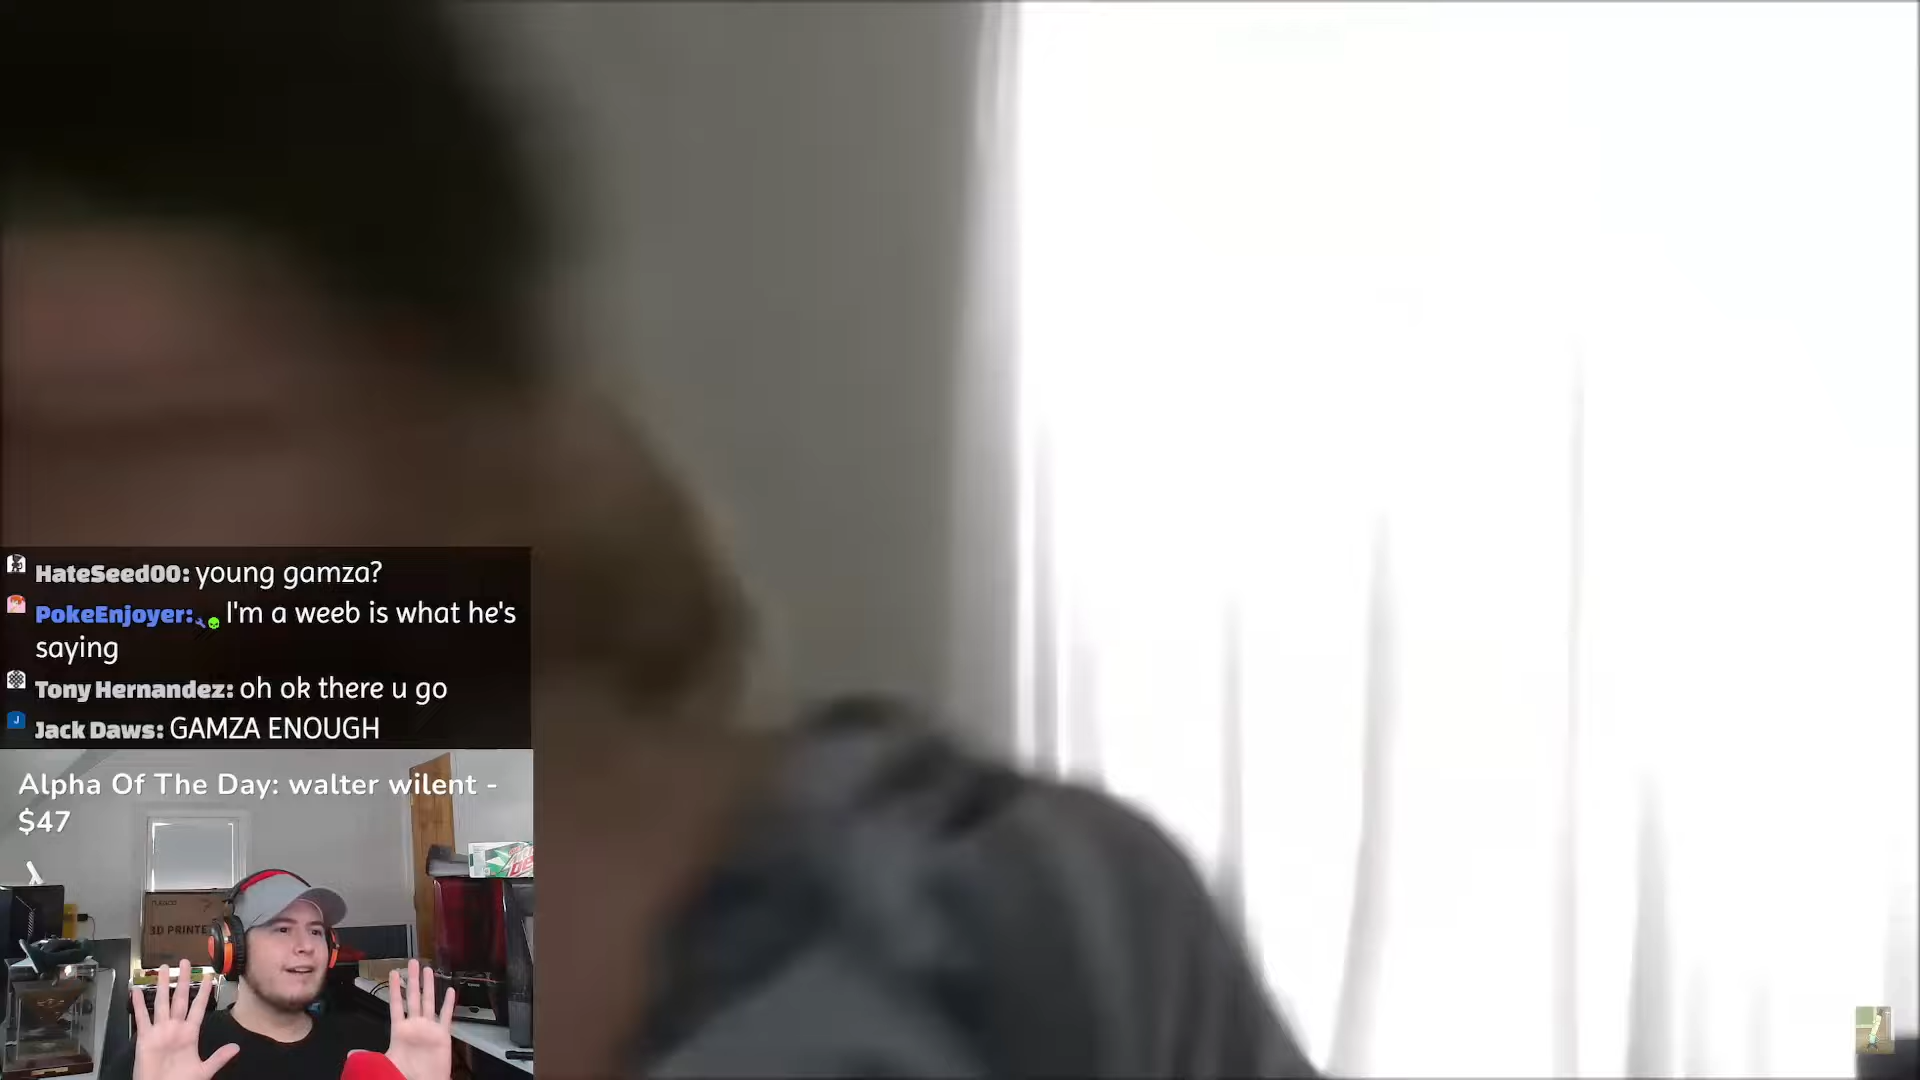 HateSeed00: young gamza?
PokeEnjoyer: I'm a weeb is what he's
saying
Tony Hernandez: oh ok there u go
Jack Daws: GAMZA ENOUGH
Alpha Of The Day: walter wilent -
$47
3D PRINTE